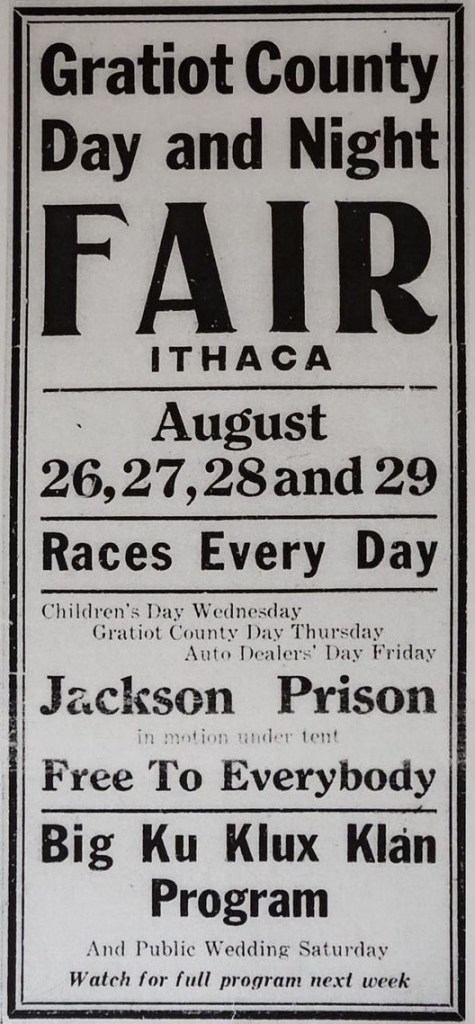 Gratiot County
Day and Night
FAIR
ITHACA
August
26, 27, 28 and 29
Races Every Day
Children's Day Wednesday
Gratiot County Day Thursday
Auto Dealers' Day Friday
Jackson Prison
in motion under tent
Free To Everybody
Big Ku Klux Klan
Program
And Public Wedding Saturday
Watch for full program next week